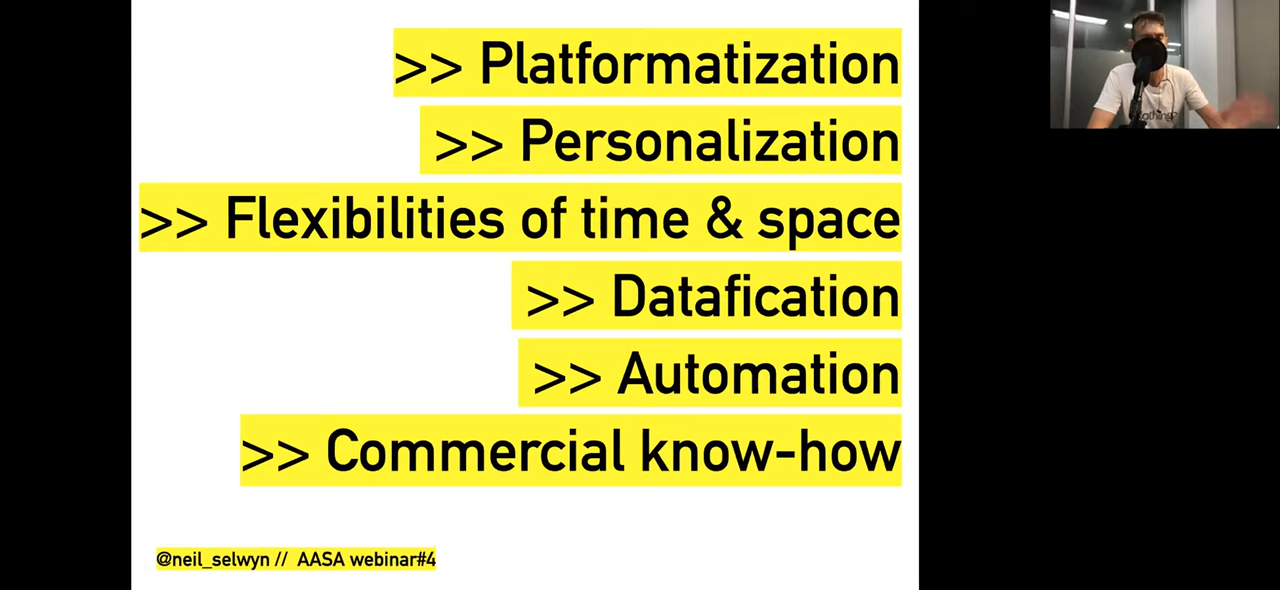 >> Platformatization
>> Personalization
>> Flexibilities of time & space
>> Datafication
>> Automation
>> Commercial know-how
@neil_selwyn // AASA webinar#4